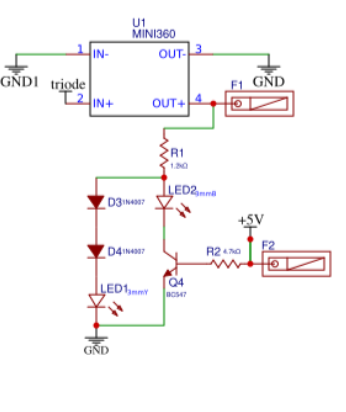 U1
MINI360
1 IN- OUT- 3
GND1 triode GND
2 IN+ OUT+ 4
F1
R1
1.2kΩ
LED2 3mmB
D3 1N4007
+5V
D4 1N4007
R2 4.7kΩ
F2
LED1 3mmY
Q4
BC547
GND